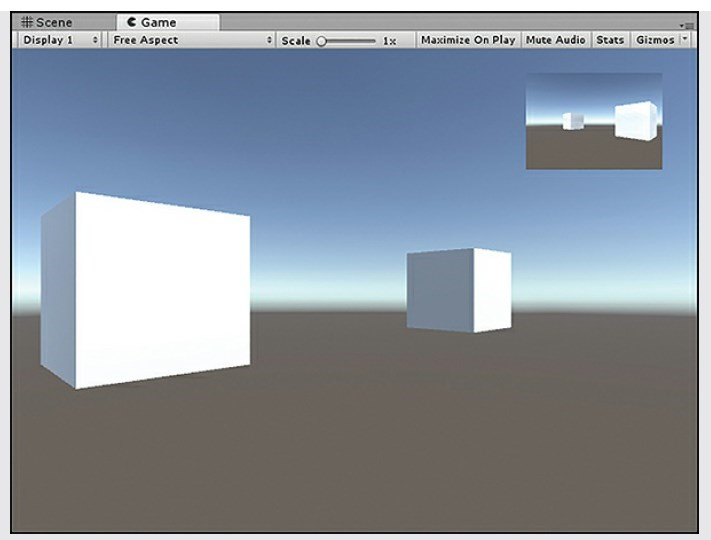 Scene Game
Display 1 Free Aspect Scale 1x Maximize On Play Mute Audio Stats Gizmos